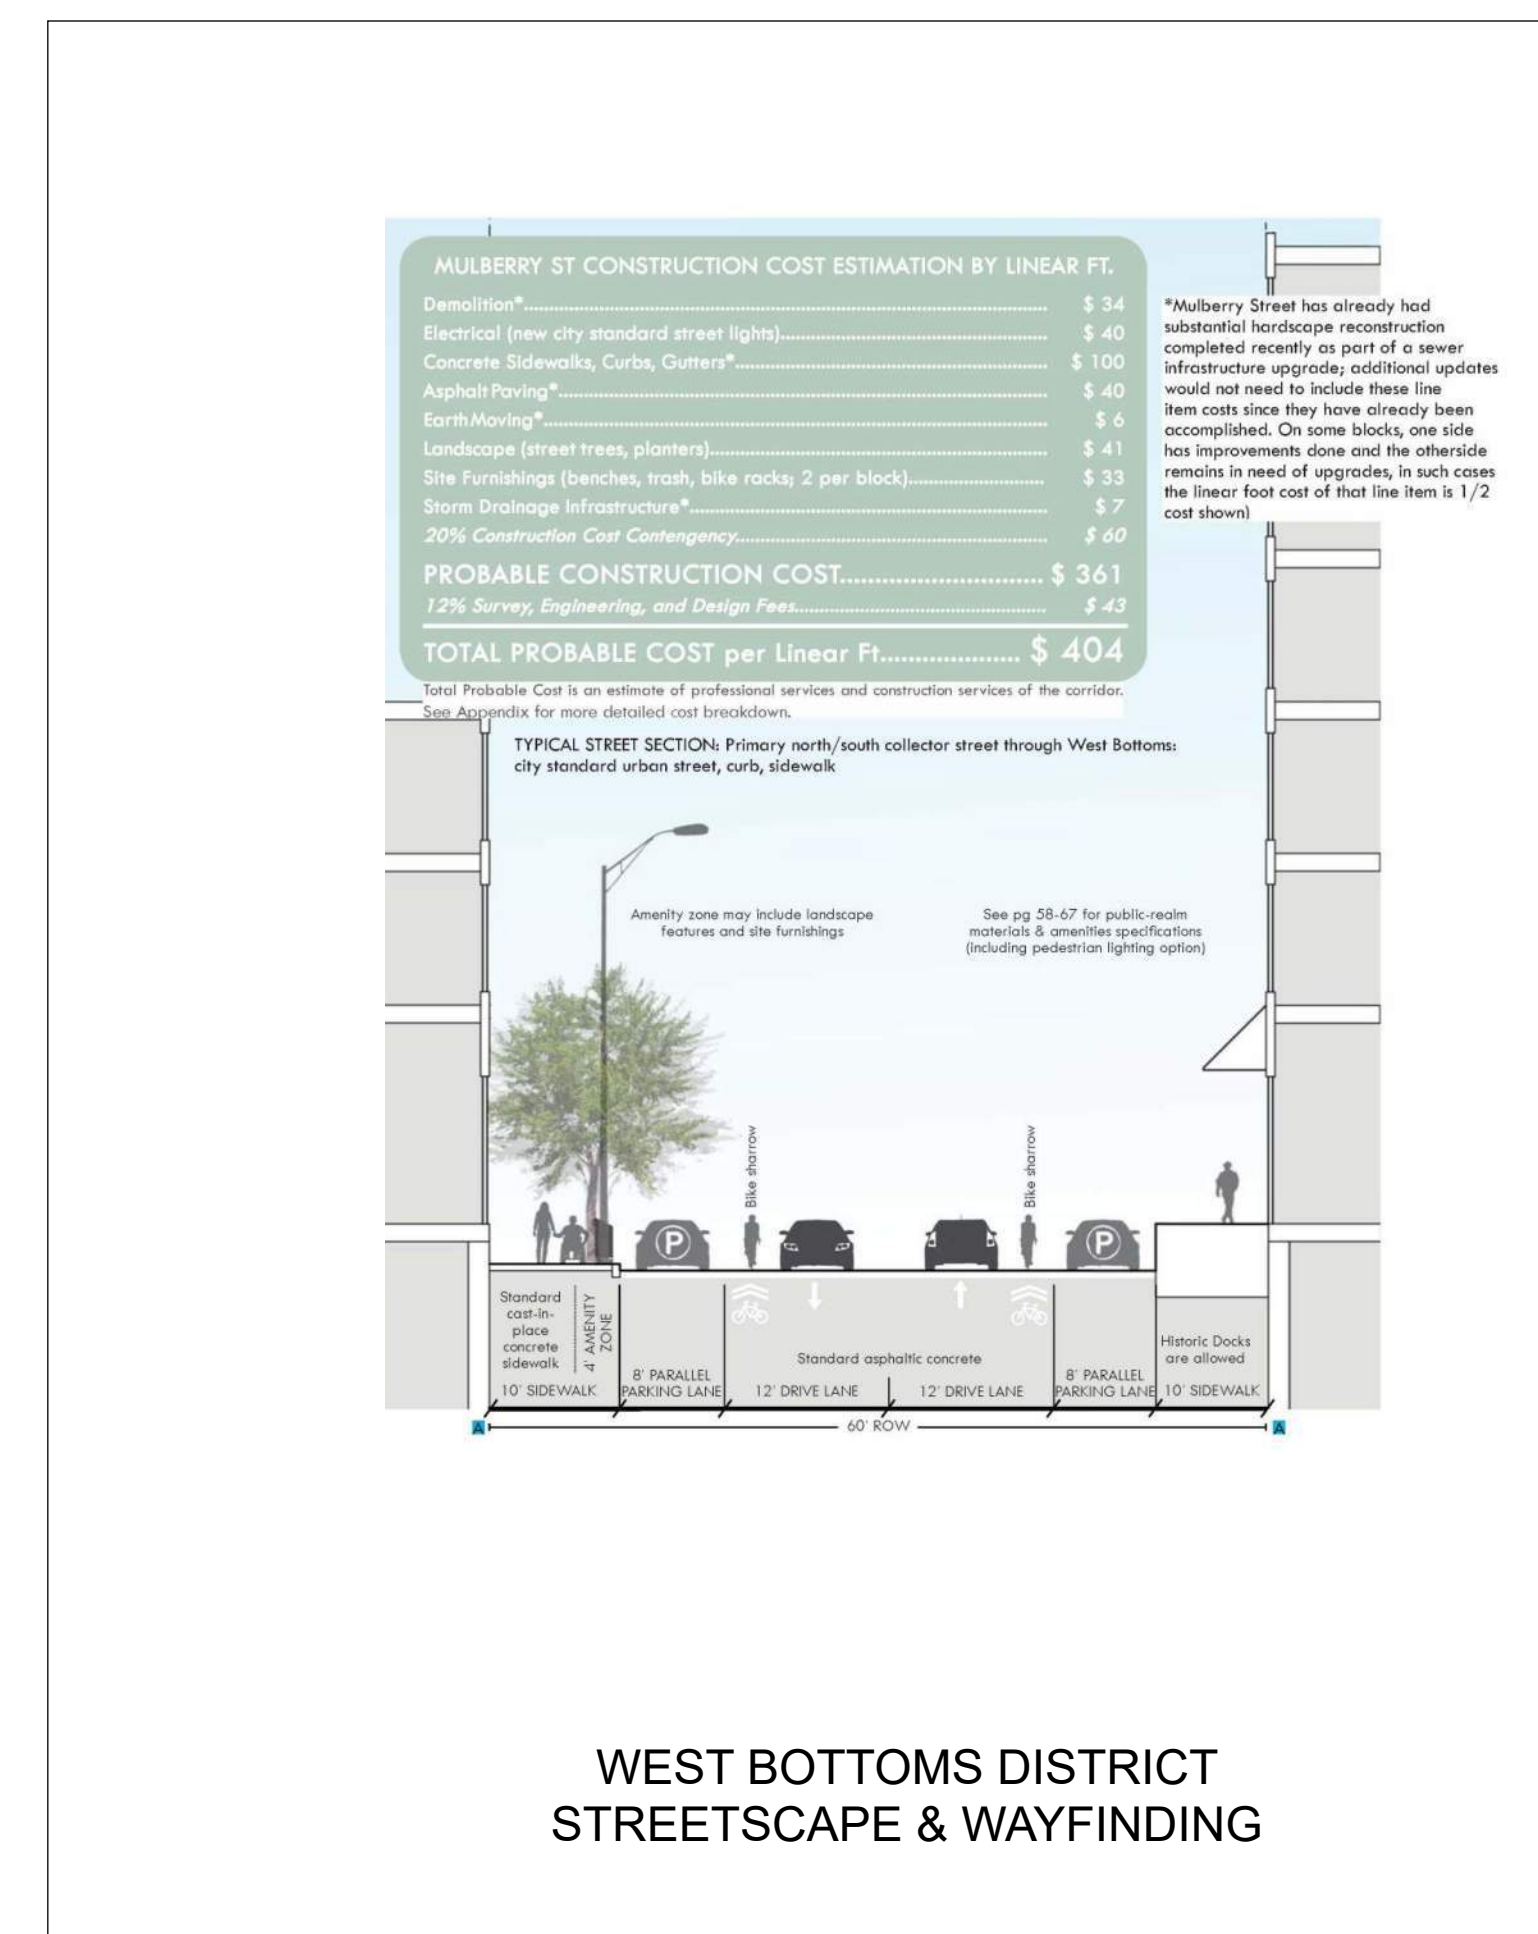 MULBERRY ST CONSTRUCTION COST ESTIMATION BY LINEAR FT.
Demolition*........ $ 34
Electrical (new city standard street lights)........ $ 40
Concrete Sidewalks, Curbs, Gutters*........ $ 100
Asphalt Paving*........ $ 40
Earth Moving*........ $ 6
Landscape (street trees, planters)........ $ 41
Site Furnishings (benches, trash, bike racks; 2 per block)........ $ 33
Storm Drainage Infrastructure*........ $ 7
20% Construction Cost Contengency........ $ 60
PROBABLE CONSTRUCTION COST........ $ 361
12% Survey, Engineering, and Design Fees........ $ 43
TOTAL PROBABLE COST per Linear Ft........ $ 404
*Mulberry Street has already had
substantial hardscape reconstruction
completed recently as part of a sewer
infrastructure upgrade; additional updates
would not need to include these line
item costs since they have already been
accomplished. On some blocks, one side
has improvements done and the otherside
remains in need of upgrades, in such cases
the linear foot cost of that line item is 1/2
cost shown)
Total Probable Cost is an estimate of professional services and construction services of the corridor.
See Appendix for more detailed cost breakdown.
TYPICAL STREET SECTION: Primary north/south collector street through West Bottoms:
city standard urban street, curb, sidewalk
Amenity zone may include landscape
features and site furnishings
See pg 58-67 for public-realm
materials & amenities specifications
(including pedestrian lighting option)
Bike sharrow
Bike sharrow
P
P
Standard
cast-in-
place
concrete
sidewalk
4' AMENITY
ZONE
10' SIDEWALK
8' PARALLEL
PARKING LANE
Standard asphaltic concrete
12' DRIVE LANE
12' DRIVE LANE
8' PARALLEL
PARKING LANE
Historic Docks
are allowed
10' SIDEWALK
A
60' ROW
A
WEST BOTTOMS DISTRICT
STREETSCAPE & WAYFINDING